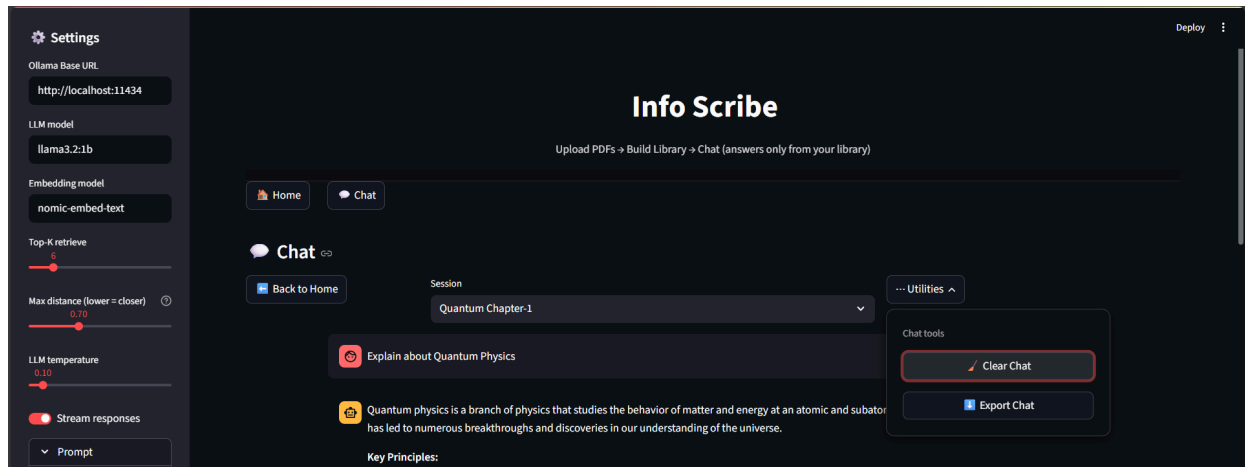 Settings
Ollama Base URL
http://localhost:11434
LLM model
llama3.2:1b
Embedding model
nomic-embed-text
Top-K retrieve
6
Max distance (lower = closer)
0.70
LLM temperature
0.10
Stream responses
Prompt
Deploy
Info Scribe
Upload PDFs → Build Library → Chat (answers only from your library)
Home
Chat
Chat
Back to Home
Session
Quantum Chapter-1
··· Utilities
Chat tools
Clear Chat
Export Chat
Explain about Quantum Physics
Quantum physics is a branch of physics that studies the behavior of matter and energy at an atomic and subator
has led to numerous breakthroughs and discoveries in our understanding of the universe.
Key Principles: